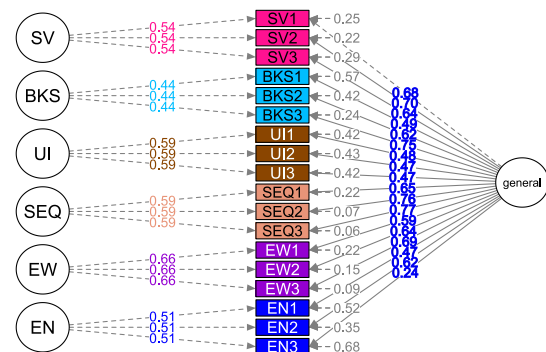 SV
0.54
0.54
0.54
SV1
0.25
SV2
0.22
SV3
0.29
BKS
0.44
0.44
0.44
BKS1
0.57
BKS2
0.42
BKS3
0.24
UI
0.59
0.59
0.59
UI1
0.42
UI2
0.43
UI3
0.42
SEQ
0.59
0.59
0.59
SEQ1
0.22
SEQ2
0.07
SEQ3
0.06
EW
0.66
0.66
0.66
EW1
0.22
EW2
0.15
EW3
0.09
EN
0.51
0.51
0.51
EN1
0.52
EN2
0.35
EN3
0.68
0.68
0.70
0.64
0.49
0.62
0.75
0.48
0.47
0.47
0.65
0.76
0.77
0.59
0.64
0.69
0.47
0.62
0.24
general